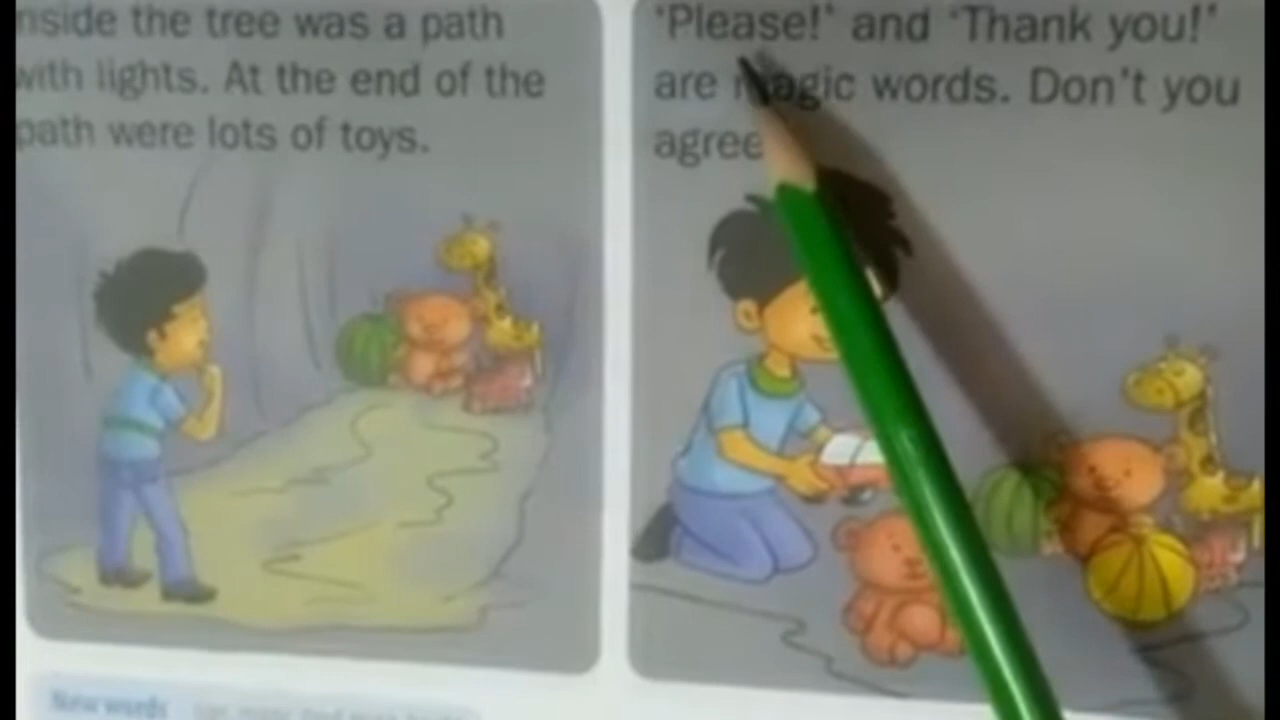 nside the tree was a path
with lights. At the end of the
path were lots of toys.
'Please!' and 'Thank you!'
are magic words. Don't you
agree
New words